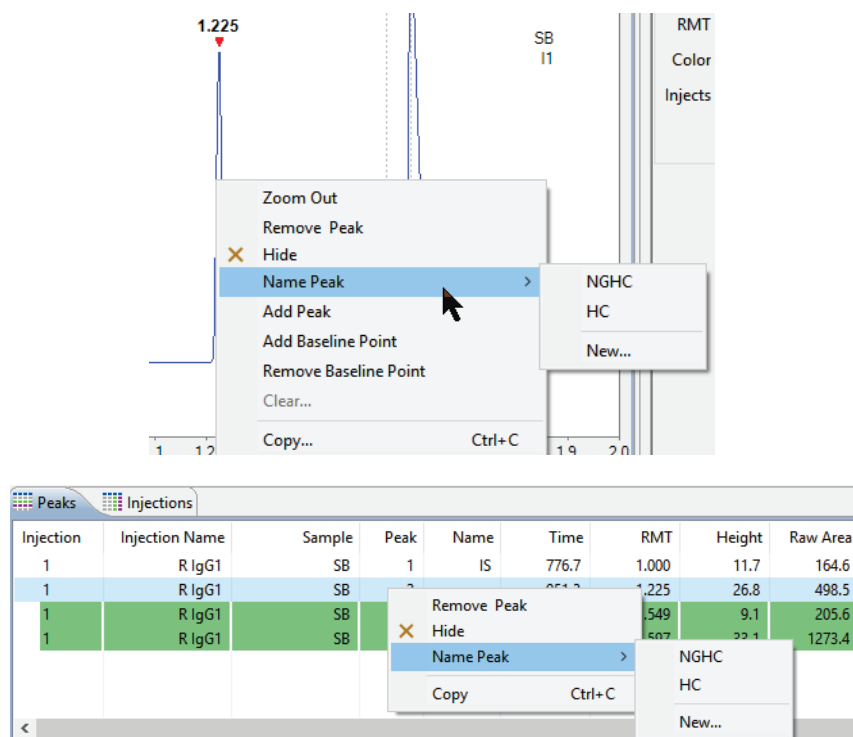 1.225
SB
I1
RMT
Color
Injects
Zoom Out
Remove Peak
Hide
Name Peak >
Add Peak
Add Baseline Point
Remove Baseline Point
Clear...
Copy... Ctrl+C
NGHC
HC
New...
1 1.2 1.9 2.0
Peaks Injections
Injection Injection Name Sample Peak Name Time RMT Height Raw Area
1 R IgG1 SB 1 IS 776.7 1.000 11.7 164.6
1 R IgG1 SB 1.225 26.8 498.5
1 R IgG1 SB .549 9.1 205.6
1 R IgG1 SB 1273.4
Remove Peak
Hide
Name Peak >
Copy Ctrl+C
NGHC
HC
New...